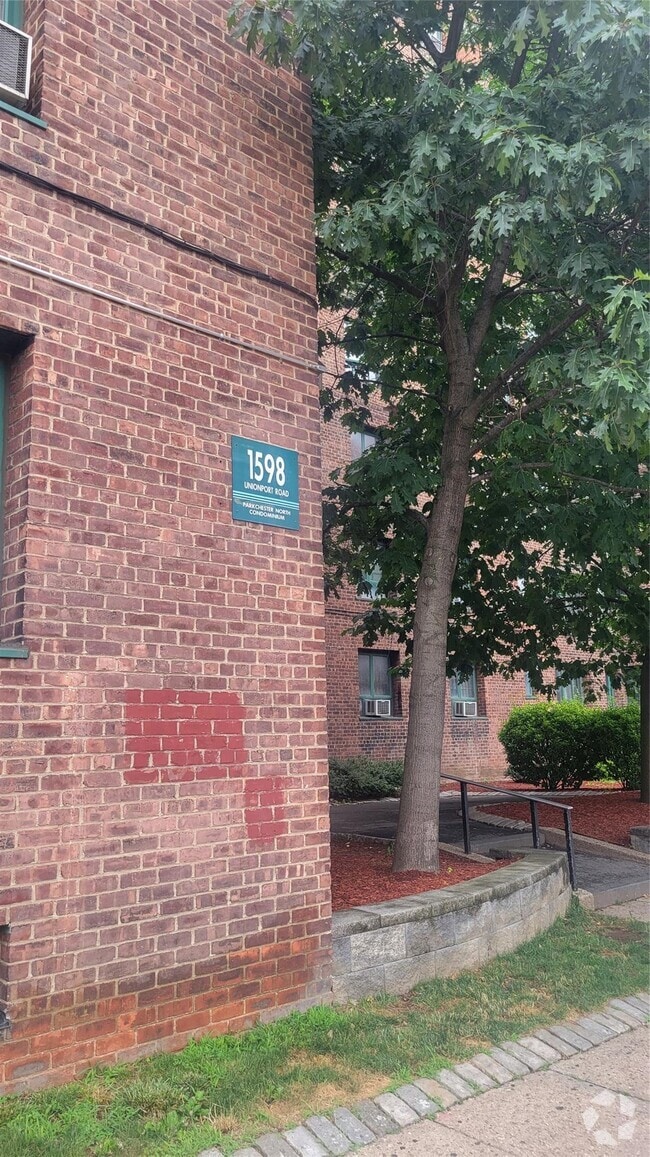 1598
UNIONPORT ROAD
PARKCHESTER NORTH
CONDOMINIUM